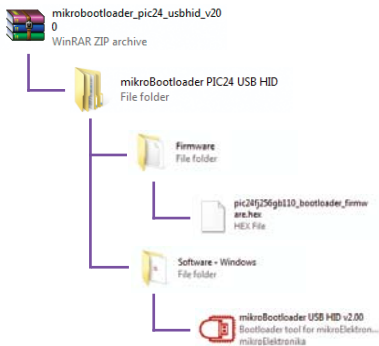 mikrobootloader_pic24_usbhid_v20
0
WinRAR ZIP archive
mikroBootloader PIC24 USB HID
File folder
Firmware
File folder
pic24fj256gb110_bootloader_firmw
are.hex
HEX File
Software - Windows
File folder
mikroBootloader USB HID v2.00
Bootloader tool for mikroElektron...
mikroElektronika